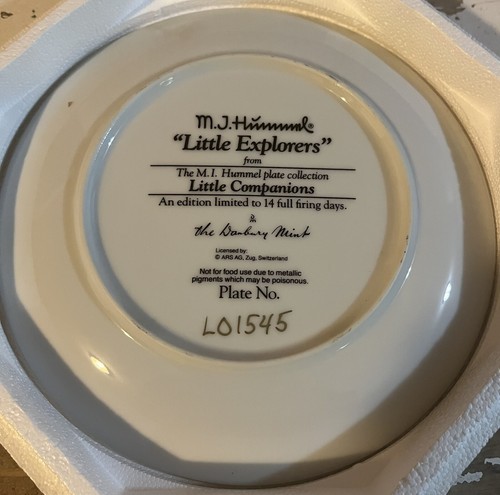 M.J.Hummel
"Little Explorers"
from
The M. I. Hummel plate collection
Little Companions
An edition limited to 14 full firing days.
&
The Danbury Mint
Licensed by:
© ARS AG, Zug, Switzerland
Not for food use due to metallic
pigments which may be poisonous.
Plate No.
LO1545